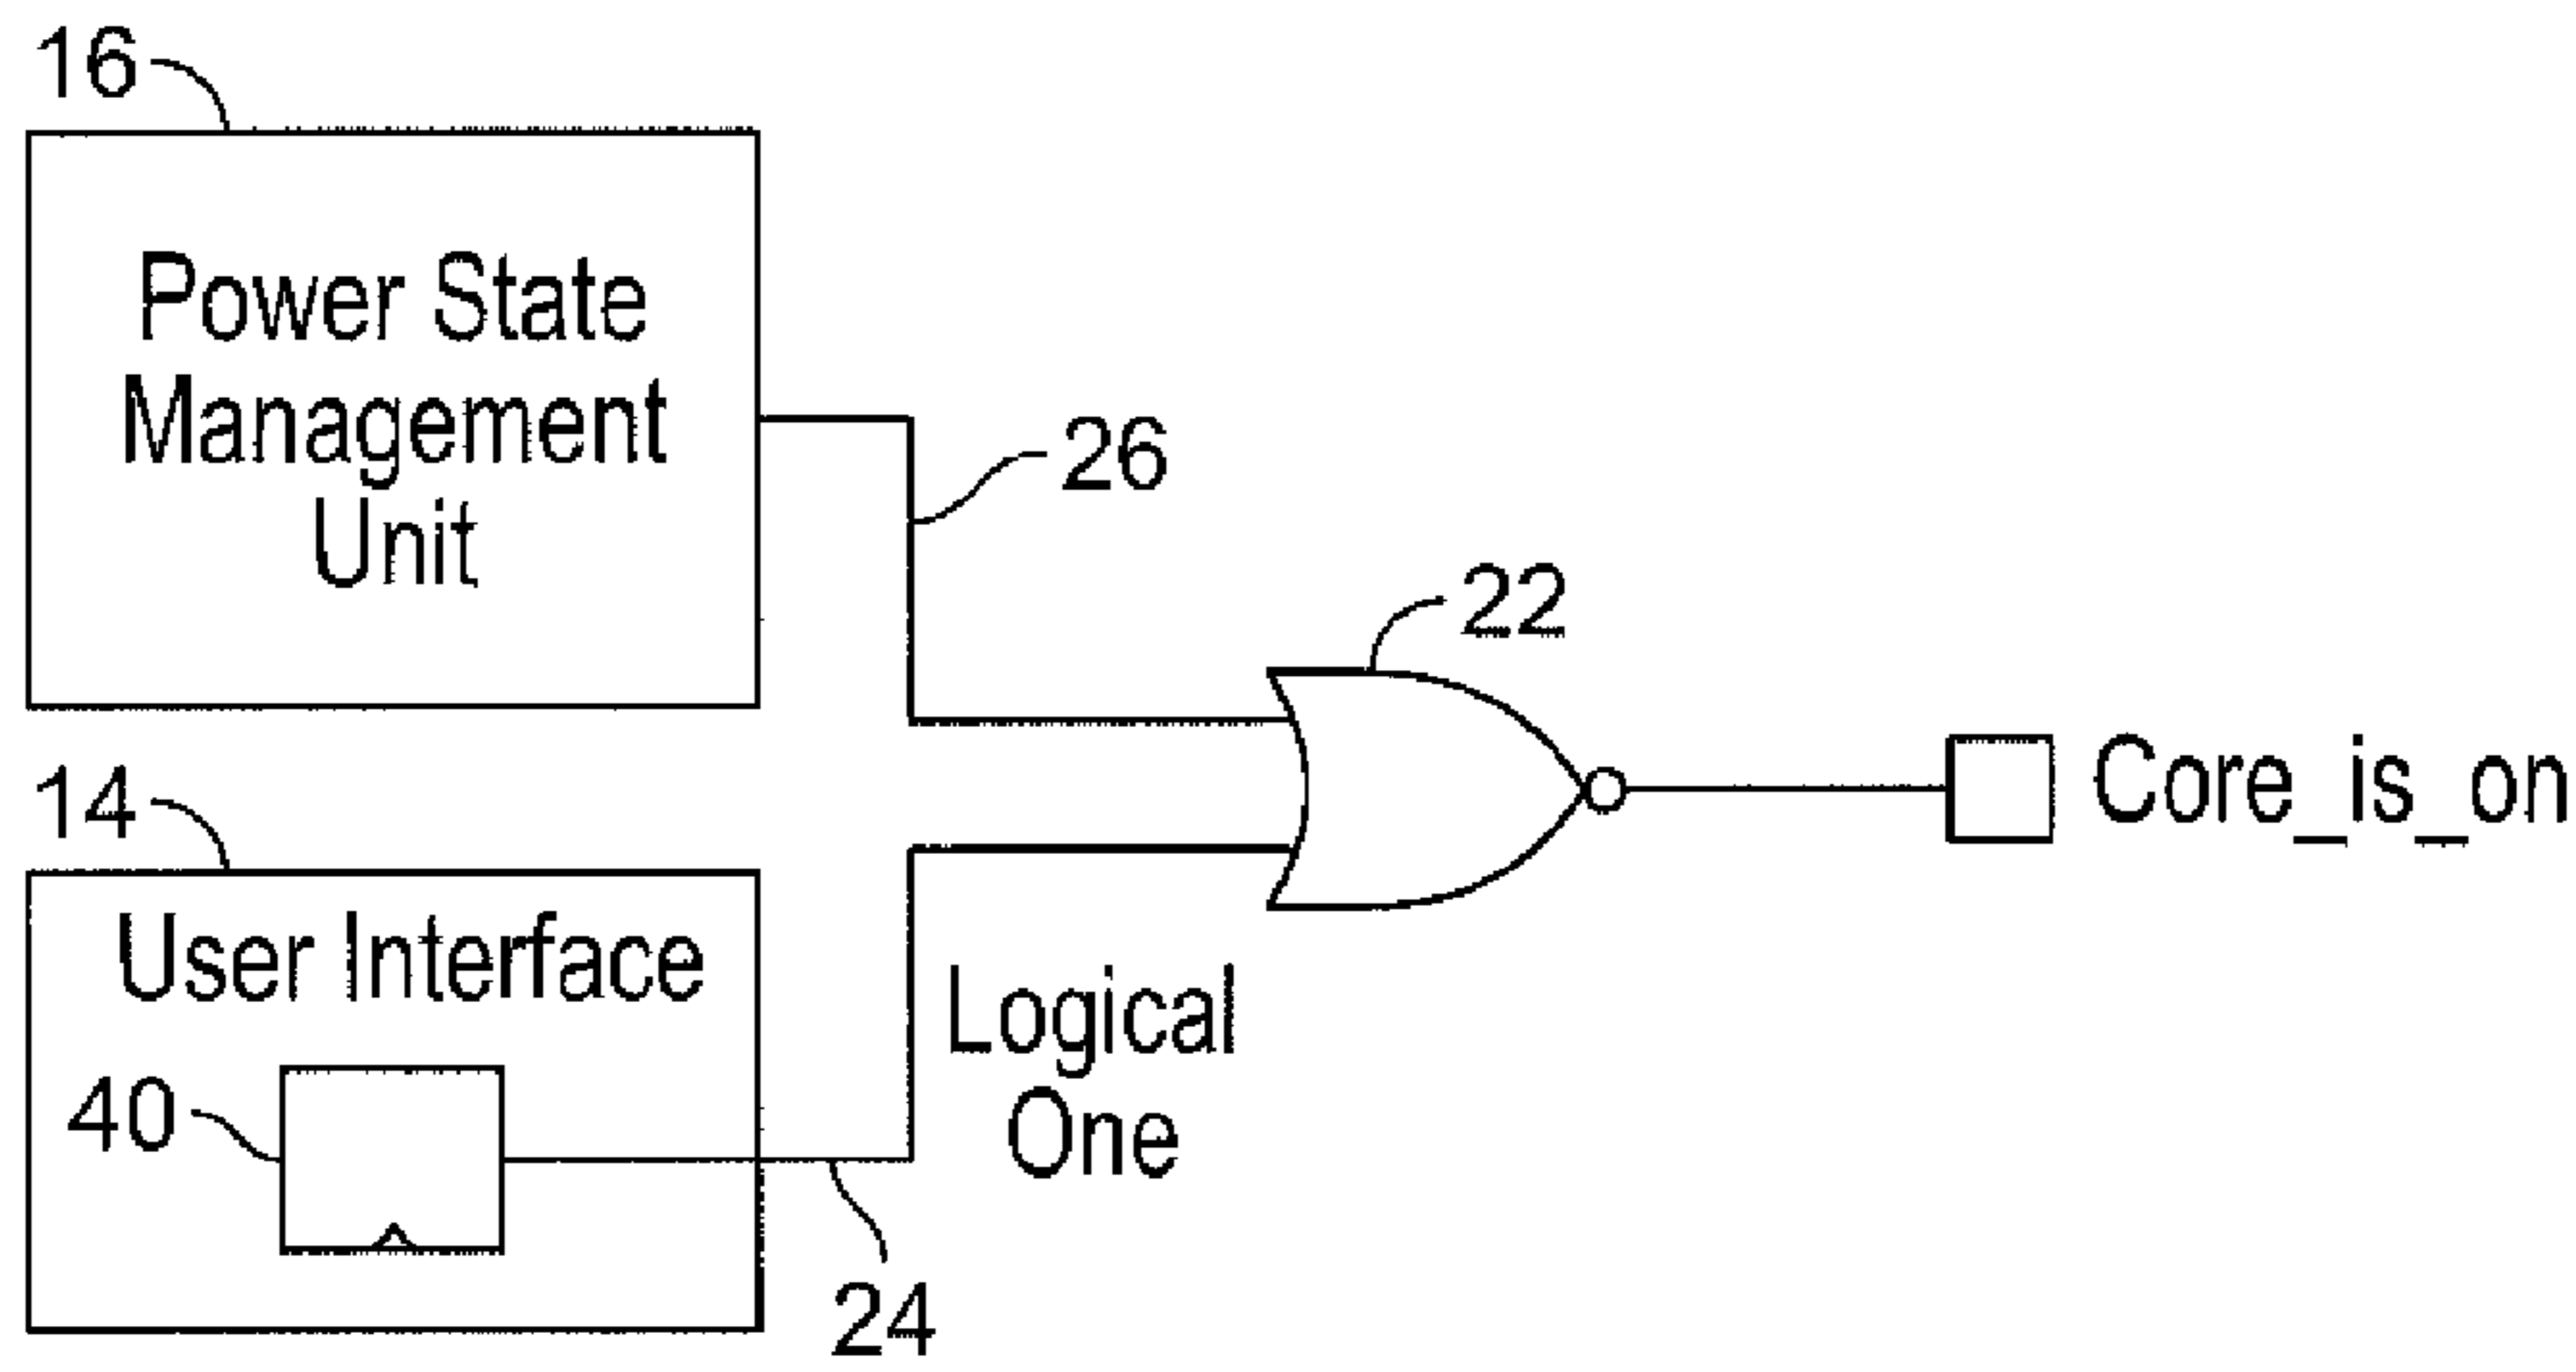 16
Power State
Management
Unit
26
22
Core_is_on
14
User Interface
Logical
One
40
24